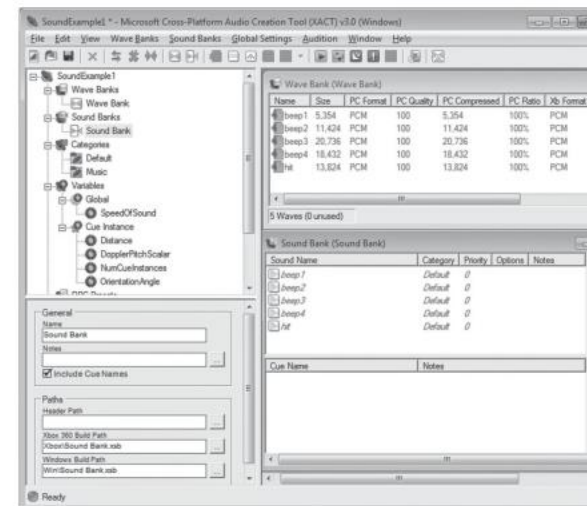 SoundExample1 * - Microsoft Cross-Platform Audio Creation Tool (XACT) v3.0 (Windows)
File Edit View Wave Banks Sound Banks Global Settings Audition Window Help
SoundExample1
Wave Banks
Wave Bank
Sound Banks
Sound Bank
Categories
Default
Music
Variables
Global
SpeedOfSound
Cue Instance
Distance
DopplerPitchScalar
NumCueInstances
OrientationAngle
General
Name
Sound Bank
Notes
...
Include Cue Names
Paths
Header Path
...
Xbox 360 Build Path
Xbox\Sound Bank.xsb
...
Windows Build Path
Win\Sound Bank.xsb
...
Wave Bank (Wave Bank)
Name Size PC Format PC Quality PC Compressed PC Ratio Xb Format
beep1 5,354 PCM 100 5,354 100% PCM
beep2 11,424 PCM 100 11,424 100% PCM
beep3 20,736 PCM 100 20,736 100% PCM
beep4 18,432 PCM 100 18,432 100% PCM
hit 13,824 PCM 100 13,824 100% PCM
5 Waves (0 unused)
Sound Bank (Sound Bank)
Sound Name Category Priority Options Notes
beep1 Default 0
beep2 Default 0
beep3 Default 0
beep4 Default 0
hit Default 0
Cue Name Notes
Ready